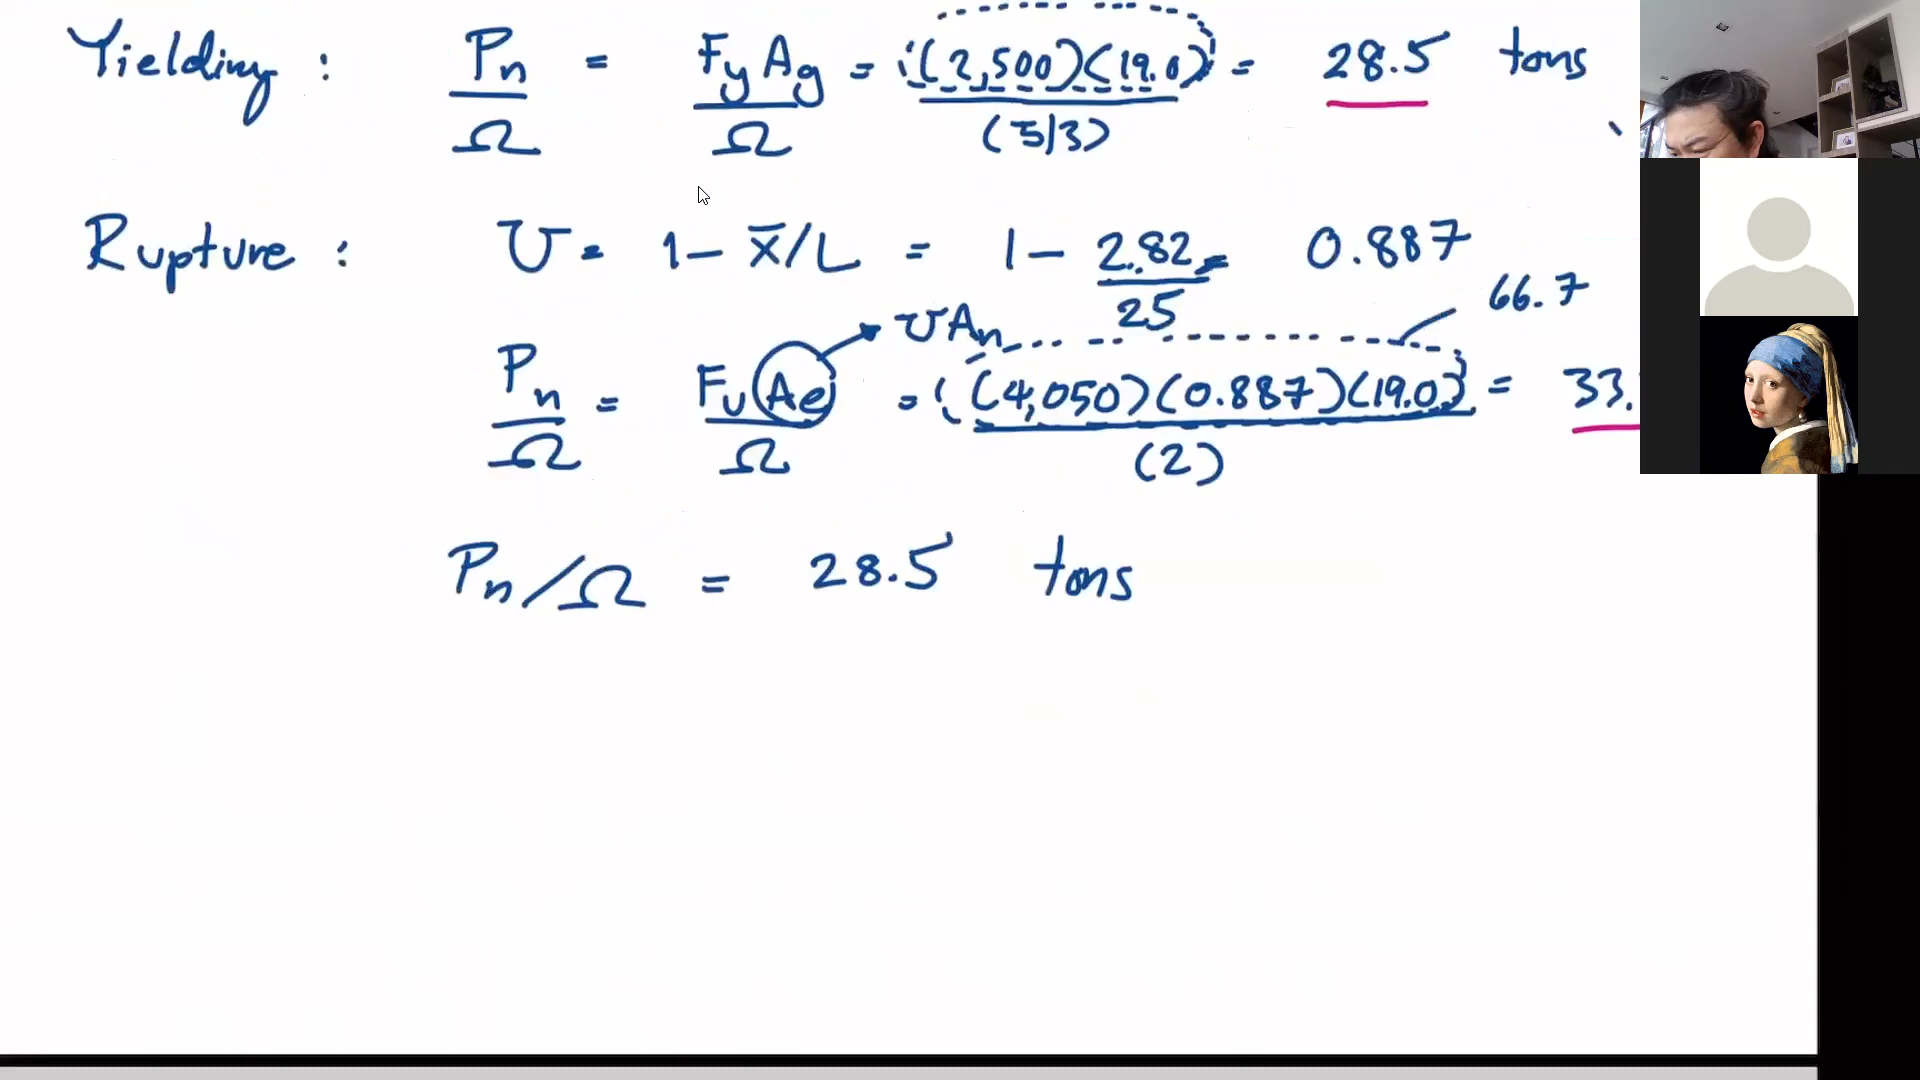 Yielding : Pn/Ω = FyAg/Ω = (2,500)(19.0)/(5/3) = 28.5 tons
Rupture : U = 1 - x̄/L = 1 - 2.82/25 = 0.887
66.7
UAn
Pn/Ω = FuAe/Ω = (4,050)(0.887)(19.0)/(2) = 33.
Pn/Ω = 28.5 tons